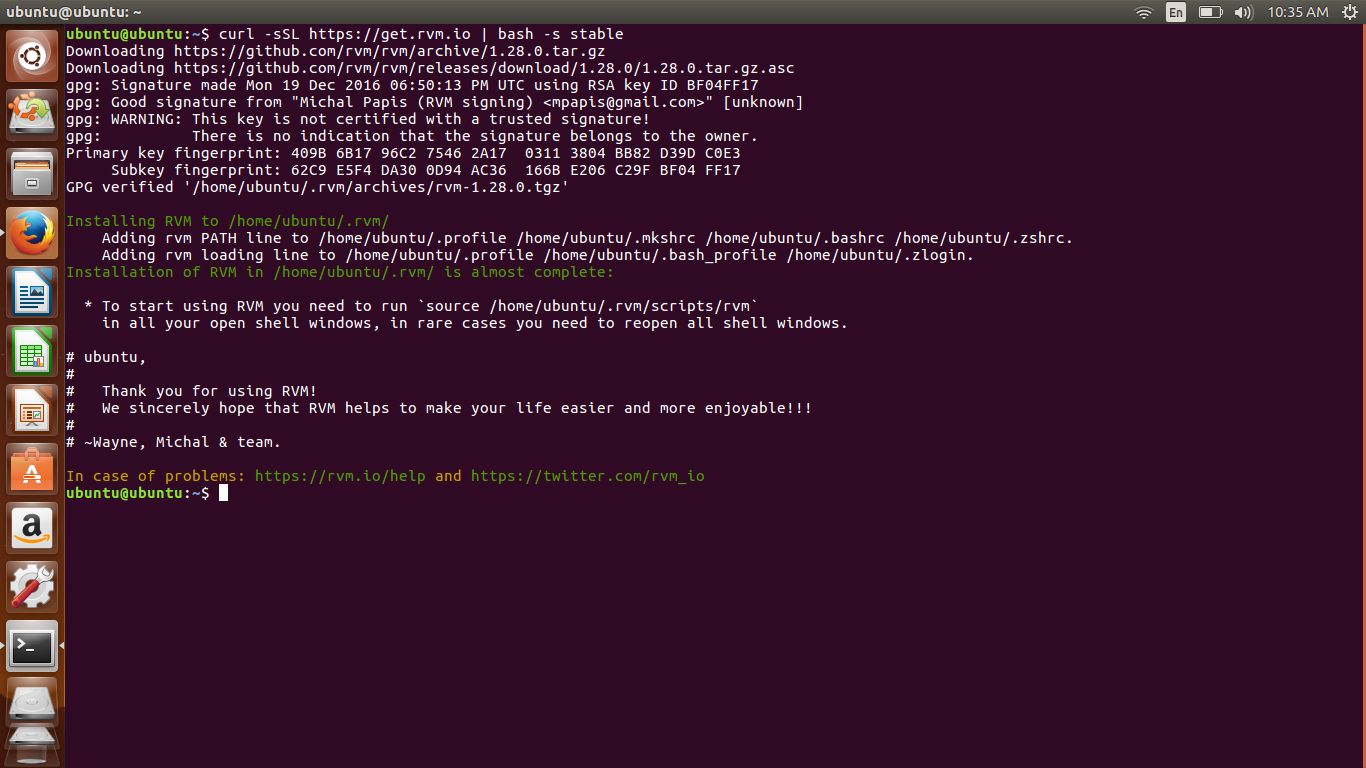 ubuntu@ubuntu: ~
En
10:35 AM
ubuntu@ubuntu:~$ curl -sSL https://get.rvm.io | bash -s stable
Downloading https://github.com/rvm/rvm/archive/1.28.0.tar.gz
Downloading https://github.com/rvm/rvm/releases/download/1.28.0/1.28.0.tar.gz.asc
gpg: Signature made Mon 19 Dec 2016 06:50:13 PM UTC using RSA key ID BF04FF17
gpg: Good signature from "Michal Papis (RVM signing) <mpapis@gmail.com>" [unknown]
gpg: WARNING: This key is not certified with a trusted signature!
gpg:          There is no indication that the signature belongs to the owner.
Primary key fingerprint: 409B 6B17 96C2 7546 2A17  0311 3804 BB82 D39D C0E3
     Subkey fingerprint: 62C9 E5F4 DA30 0D94 AC36  166B E206 C29F BF04 FF17
GPG verified '/home/ubuntu/.rvm/archives/rvm-1.28.0.tgz'
Installing RVM to /home/ubuntu/.rvm/
    Adding rvm PATH line to /home/ubuntu/.profile /home/ubuntu/.mkshrc /home/ubuntu/.bashrc /home/ubuntu/.zshrc.
    Adding rvm loading line to /home/ubuntu/.profile /home/ubuntu/.bash_profile /home/ubuntu/.zlogin.
Installation of RVM in /home/ubuntu/.rvm/ is almost complete:
  * To start using RVM you need to run `source /home/ubuntu/.rvm/scripts/rvm`
    in all your open shell windows, in rare cases you need to reopen all shell windows.
# ubuntu,
#
#   Thank you for using RVM!
#   We sincerely hope that RVM helps to make your life easier and more enjoyable!!!
#
# ~Wayne, Michal & team.
In case of problems: https://rvm.io/help and https://twitter.com/rvm_io
ubuntu@ubuntu:~$